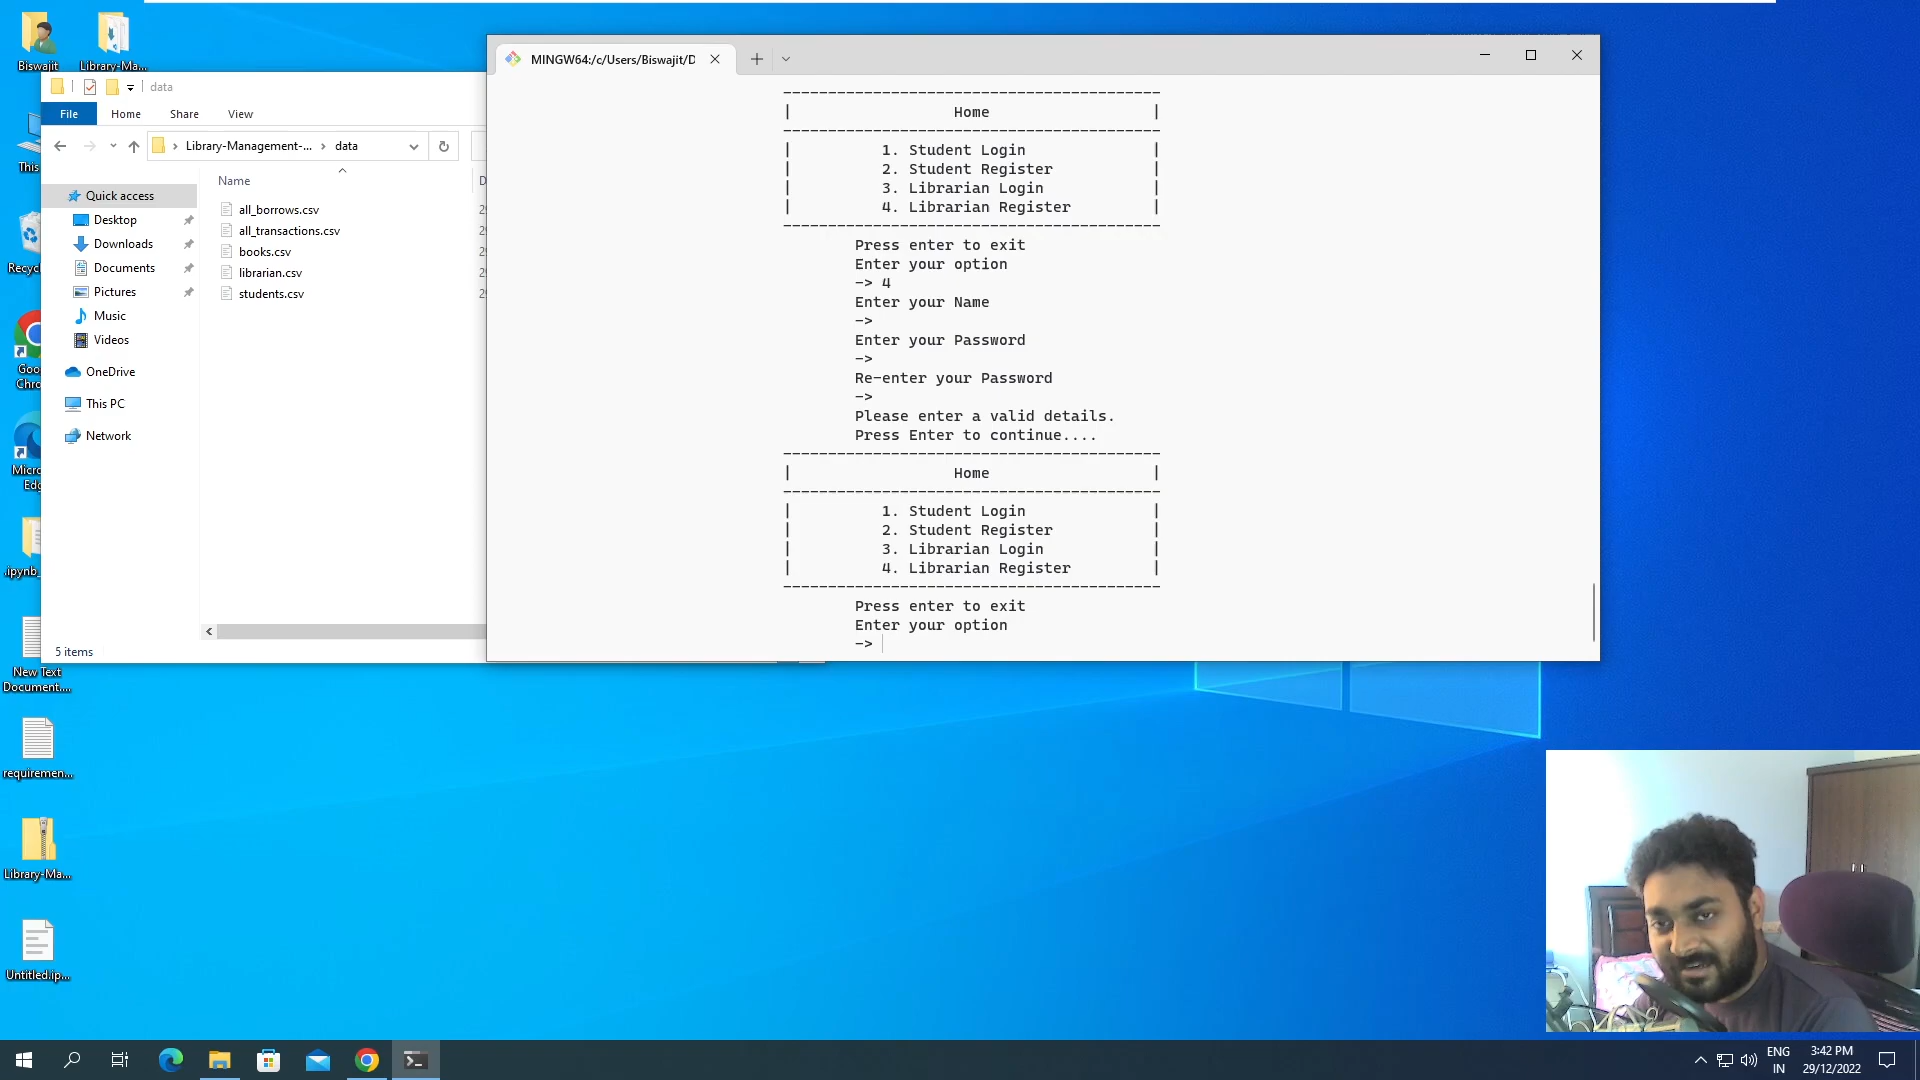 Biswajit
Library-Ma...
data
File
Home
Share
View
Library-Management-...
data
Name
Quick access
Desktop
Downloads
Documents
Pictures
Music
Videos
OneDrive
This PC
Network
all_borrows.csv
all_transactions.csv
books.csv
librarian.csv
students.csv
5 items
MINGW64:/c/Users/Biswajit/D
----------------------------------------
| Home |
----------------------------------------
| 1. Student Login |
| 2. Student Register |
| 3. Librarian Login |
| 4. Librarian Register |
----------------------------------------
Press enter to exit
Enter your option
-> 4
Enter your Name
->
Enter your Password
->
Re-enter your Password
->
Please enter a valid details.
Press Enter to continue....
----------------------------------------
| Home |
----------------------------------------
| 1. Student Login |
| 2. Student Register |
| 3. Librarian Login |
| 4. Librarian Register |
----------------------------------------
Press enter to exit
Enter your option
->
This
Goo
Chro
Micro
New Text
Document....
requiremen...
Library-Ma...
Untitled.ip...
ENG
IN
3:42 PM
29/12/2022